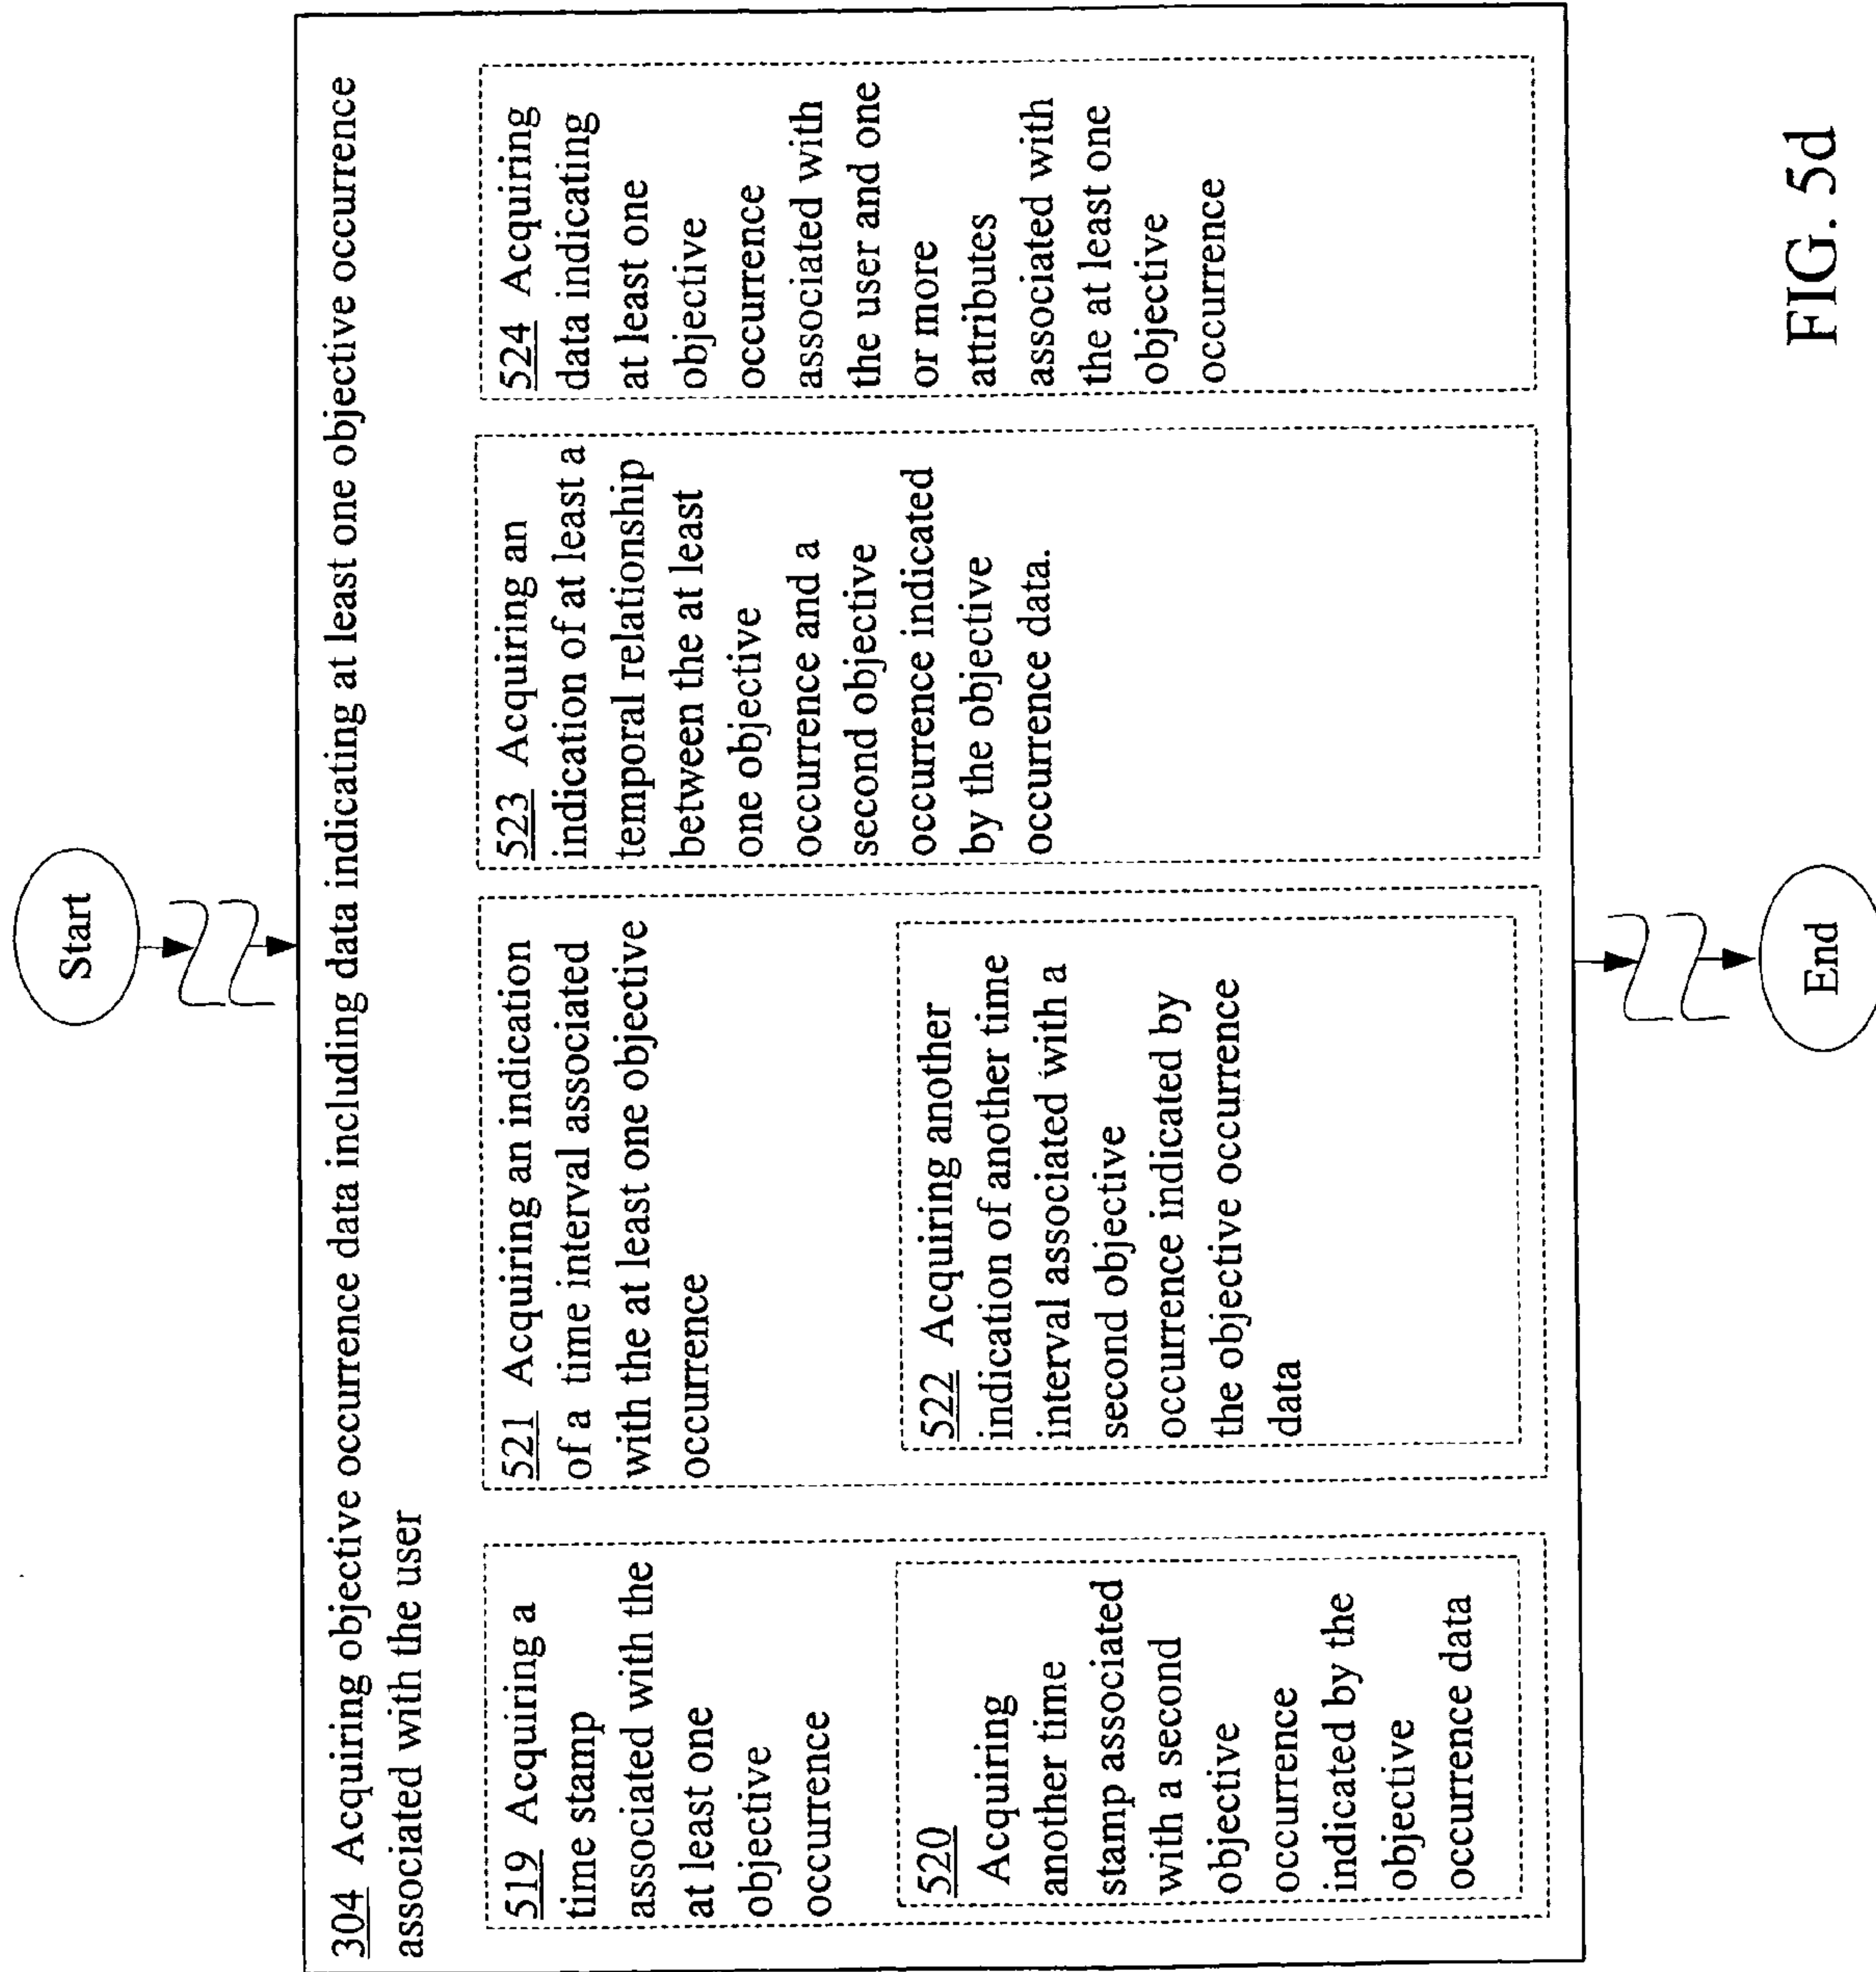 Start
304 Acquiring objective occurrence data including data indicating at least one objective occurrence
associated with the user
519 Acquiring a
time stamp
associated with the
at least one
objective
occurrence
520
Acquiring
another time
stamp associated
with a second
objective
occurrence
indicated by the
objective
occurrence data
521 Acquiring an indication
of a time interval associated
with the at least one objective
occurrence
522 Acquiring another
indication of another time
interval associated with a
second objective
occurrence indicated by
the objective occurrence
data
523 Acquiring an
indication of at least a
temporal relationship
between the at least
one objective
occurrence and a
second objective
occurrence indicated
by the objective
occurrence data.
524 Acquiring
data indicating
at least one
objective
occurrence
associated with
the user and one
or more
attributes
associated with
the at least one
objective
occurrence
End
FIG. 5d